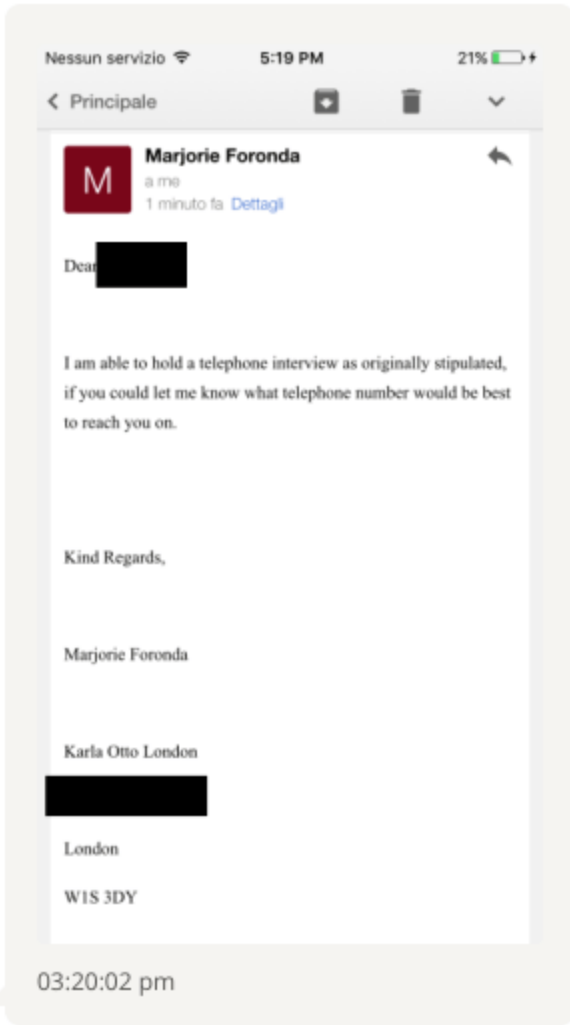 Nessun servizio 5:19 PM 21%
Principale
M
Marjorie Foronda
a me
1 minuto fa Dettagli
Dear
I am able to hold a telephone interview as originally stipulated,
if you could let me know what telephone number would be best
to reach you on.
Kind Regards,
Marjorie Foronda
Karla Otto London
London
W1S 3DY
03:20:02 pm